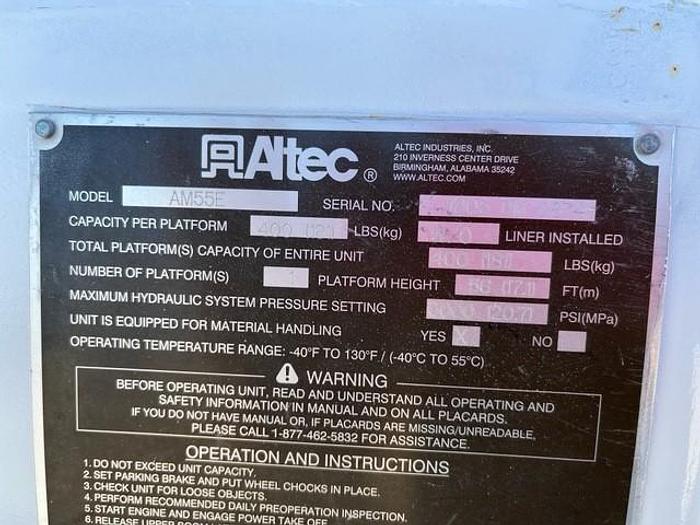 Altec ®
ALTEC INDUSTRIES, INC.
210 INVERNESS CENTER DRIVE
BIRMINGHAM, ALABAMA 35242
WWW.ALTEC.COM
MODEL AM55E SERIAL NO.
CAPACITY PER PLATFORM 400 LBS(kg) LINER INSTALLED
TOTAL PLATFORM(S) CAPACITY OF ENTIRE UNIT LBS(kg)
NUMBER OF PLATFORM(S) 1 PLATFORM HEIGHT 56 (17.1) FT(m)
MAXIMUM HYDRAULIC SYSTEM PRESSURE SETTING PSI(MPa)
UNIT IS EQUIPPED FOR MATERIAL HANDLING YES X NO
OPERATING TEMPERATURE RANGE: -40°F TO 130°F / (-40°C TO 55°C)
WARNING
BEFORE OPERATING UNIT, READ AND UNDERSTAND ALL OPERATING AND
SAFETY INFORMATION IN MANUAL AND ON ALL PLACARDS.
IF YOU DO NOT HAVE MANUAL OR, IF PLACARDS ARE MISSING/UNREADABLE,
PLEASE CALL 1-877-462-5832 FOR ASSISTANCE.
OPERATION AND INSTRUCTIONS
1. DO NOT EXCEED UNIT CAPACITY.
2. SET PARKING BRAKE AND PUT WHEEL CHOCKS IN PLACE.
3. CHECK UNIT FOR LOOSE OBJECTS.
4. PERFORM RECOMMENDED DAILY PREOPERATION INSPECTION.
5. START ENGINE AND ENGAGE POWER TAKE OFF.
6. RELEASE UPPER BOOM